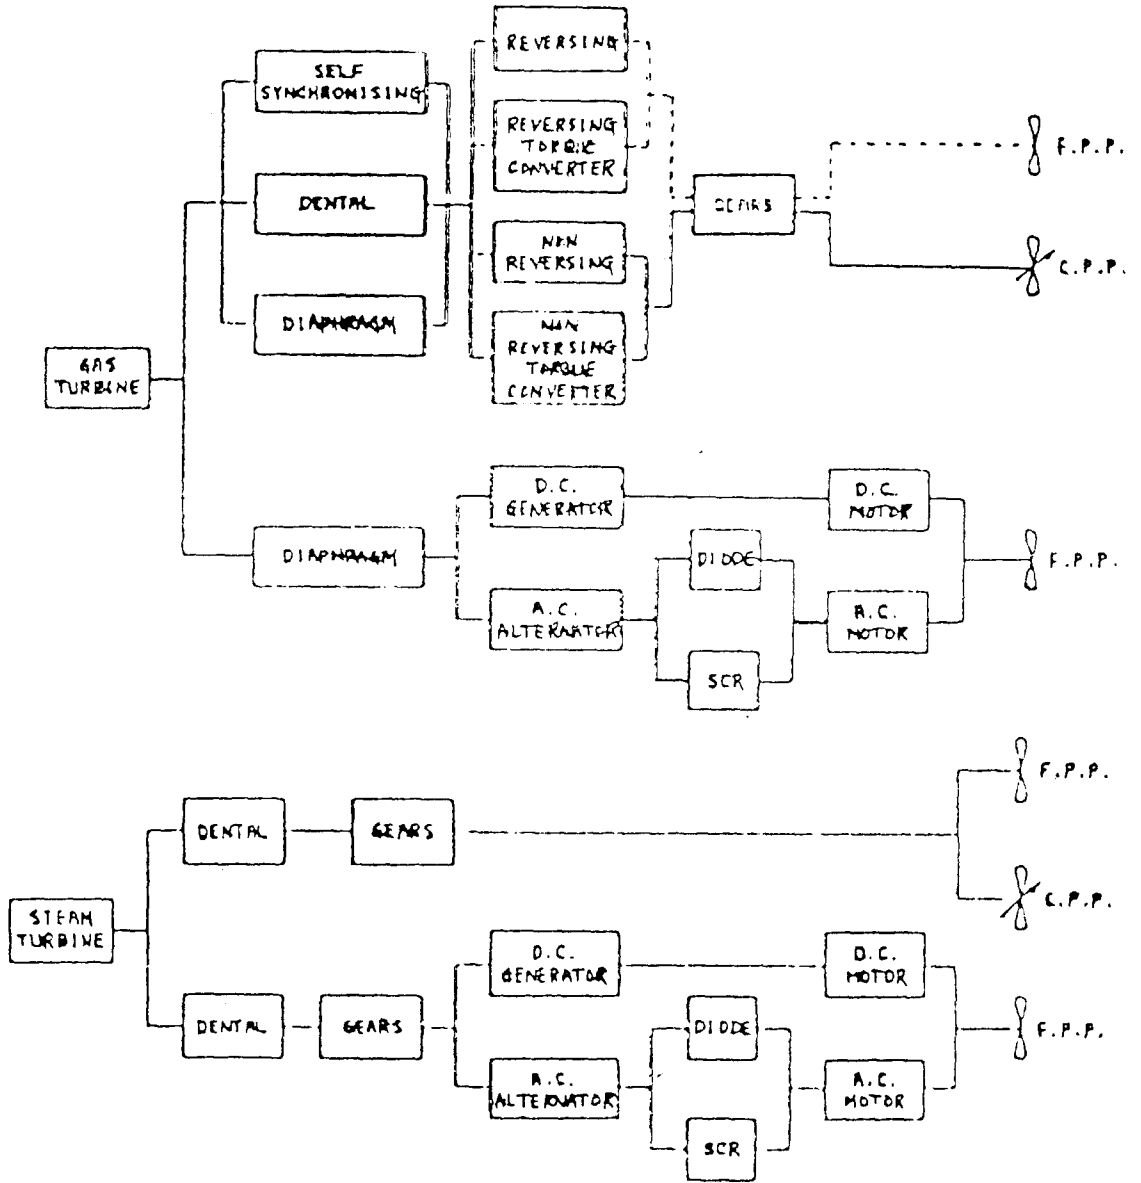 REVERSING
SELF
SYNCHRONISING
REVERSING
TORQUE
CONVERTER
F.P.P.
DENTAL
GEARS
NON
REVERSING
C.P.P.
DIAPHRAGM
NON
REVERSING
TORQUE
CONVERTER
GAS
TURBINE
D.C.
GENERATOR
D.C.
MOTOR
DIAPHRAGM
DIODE
F.P.P.
A.C.
ALTERNATOR
A.C.
MOTOR
SCR
F.P.P.
DENTAL
GEARS
C.P.P.
STEAM
TURBINE
D.C.
GENERATOR
D.C.
MOTOR
DENTAL
GEARS
DIODE
F.P.P.
A.C.
ALTERNATOR
A.C.
MOTOR
SCR